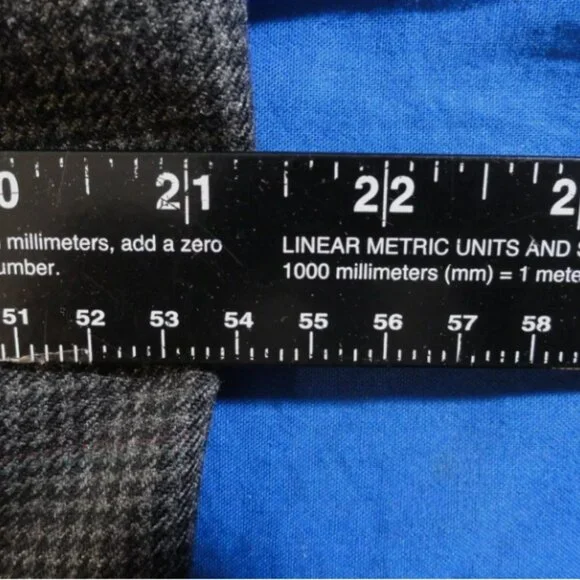 0 21 22 2
millimeters, add a zero
umber.
LINEAR METRIC UNITS AND
1000 millimeters (mm) = 1 mete
51 52 53 54 55 56 57 58